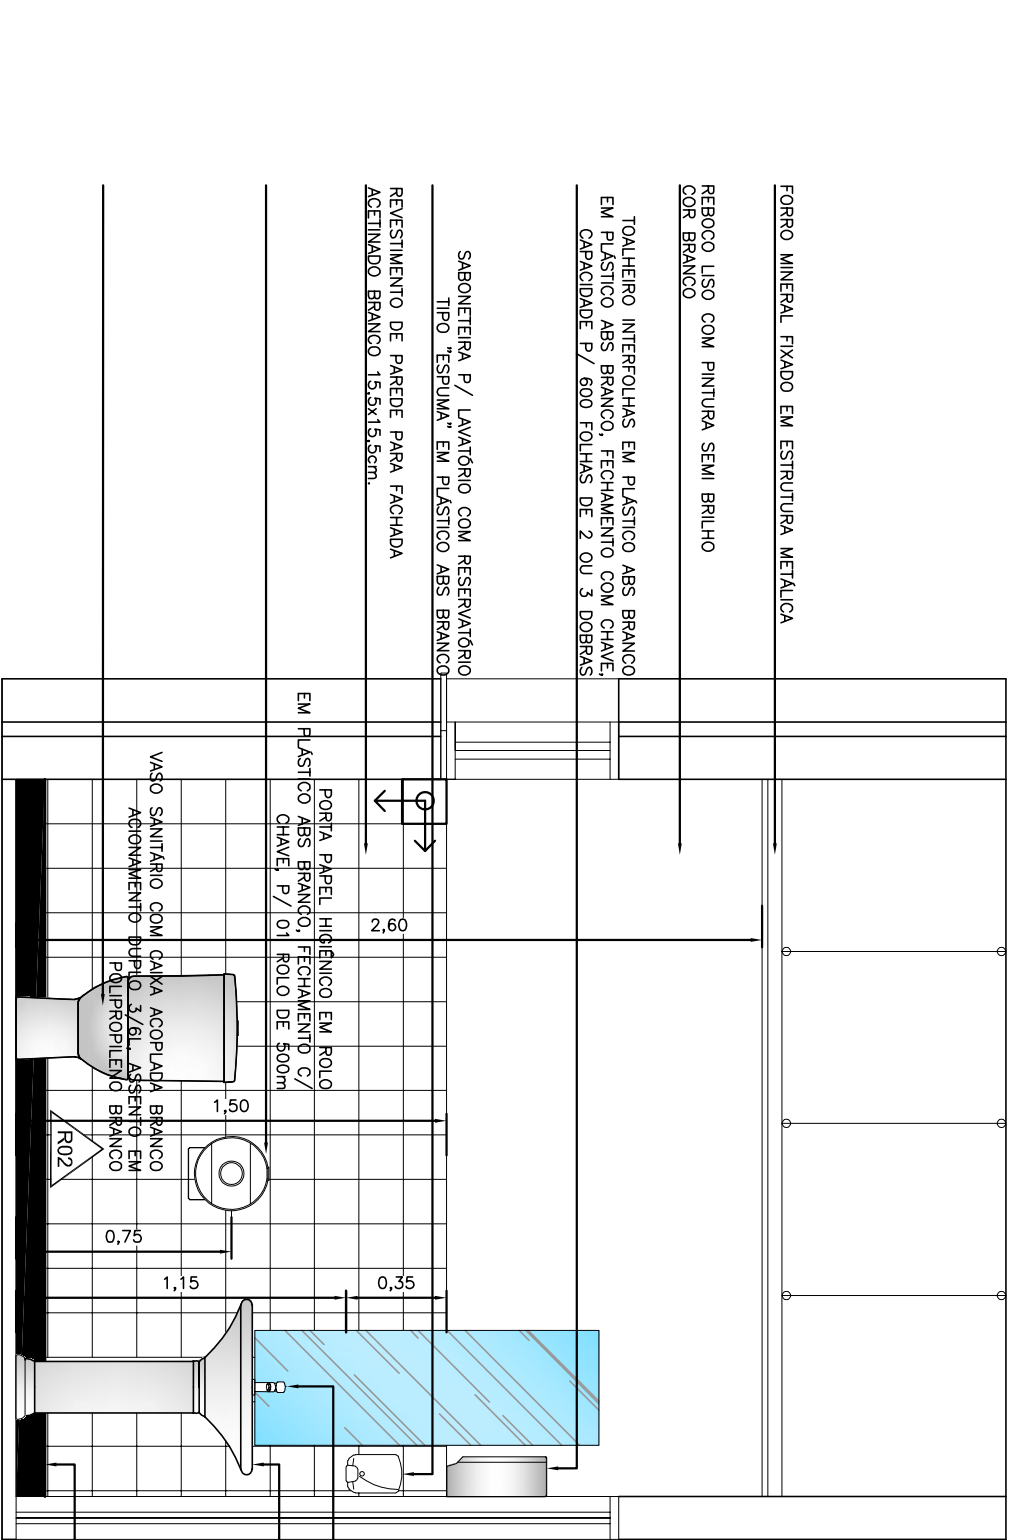 FORRO MINERAL FIXADO EM ESTRUTURA METÁLICA
REBOCO LISO COM PINTURA SEMI BRILHO
COR BRANCO
TOALHEIRO INTERFOLHAS EM PLÁSTICO ABS BRANCO
EM PLÁSTICO ABS BRANCO, FECHAMENTO COM CHAVE,
CAPACIDADE P/ 600 FOLHAS DE 2 OU 3 DOBRAS
SABONETEIRA P/ LAVATÓRIO COM RESERVATÓRIO
TIPO "ESPUMA" EM PLÁSTICO ABS BRANCO
REVESTIMENTO DE PAREDE PARA FACHADA
ACETINADO BRANCO 15,5x15,5cm.
PORTA PAPEL HIGIÊNICO EM ROLO
EM PLÁSTICO ABS BRANCO, FECHAMENTO C/
CHAVE, P/ 01 ROLO DE 500m
VASO SANITÁRIO COM CAIXA ACOPLADA BRANCO
ACIONAMENTO DUPLO 3/6L, ASSENTO EM
POLIPROPILENO BRANCO
2,60
1,50
R02
0,75
1,15
0,35